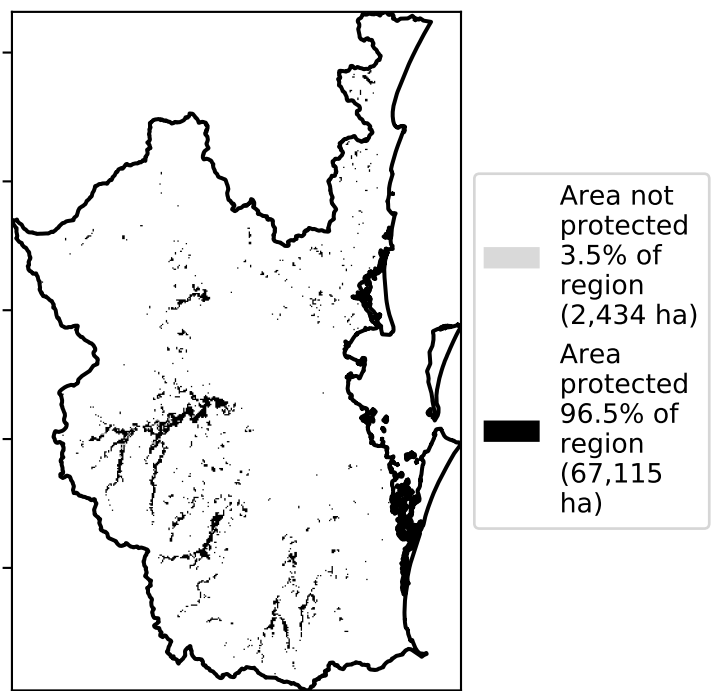 Area not
protected
3.5% of
region
(2,434 ha)
Area
protected
96.5% of
region
(67,115
ha)